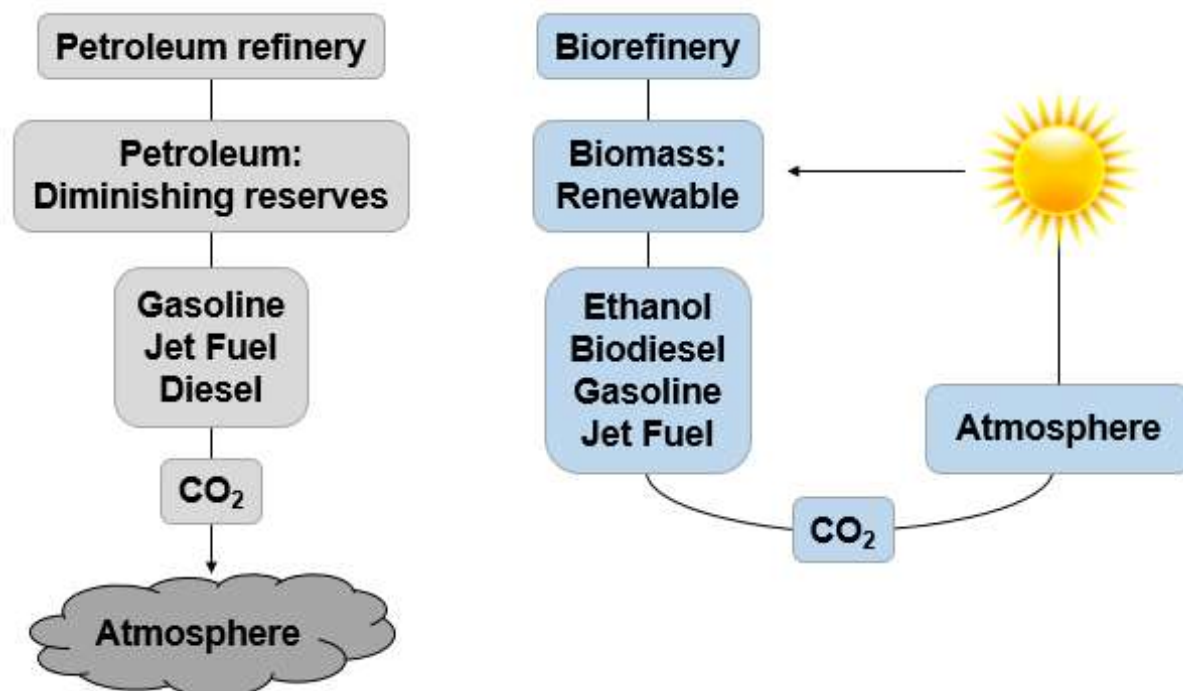 Petroleum refinery
Petroleum:
Diminishing reserves
Gasoline
Jet Fuel
Diesel
CO₂
Atmosphere
Biorefinery
Biomass:
Renewable
Ethanol
Biodiesel
Gasoline
Jet Fuel
CO₂
Atmosphere